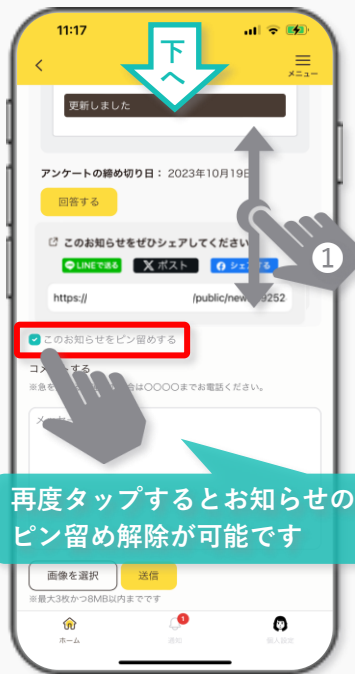 11:17
下
へ
メニュー
更新しました
アンケートの締め切り日： 2023年10月19日
回答する
このお知らせをぜひシェアしてください
LINEで送る
ポスト
シェアする
https://
/public/new
9252
1
このお知らせをピン留めする
コメントする
※急を
合は〇〇〇〇までお電話ください。
再度タップするとお知らせの
ピン留め解除が可能です
画像を選択
送信
※最大3枚かつ8MB以内までです
ホーム
通知
個人設定